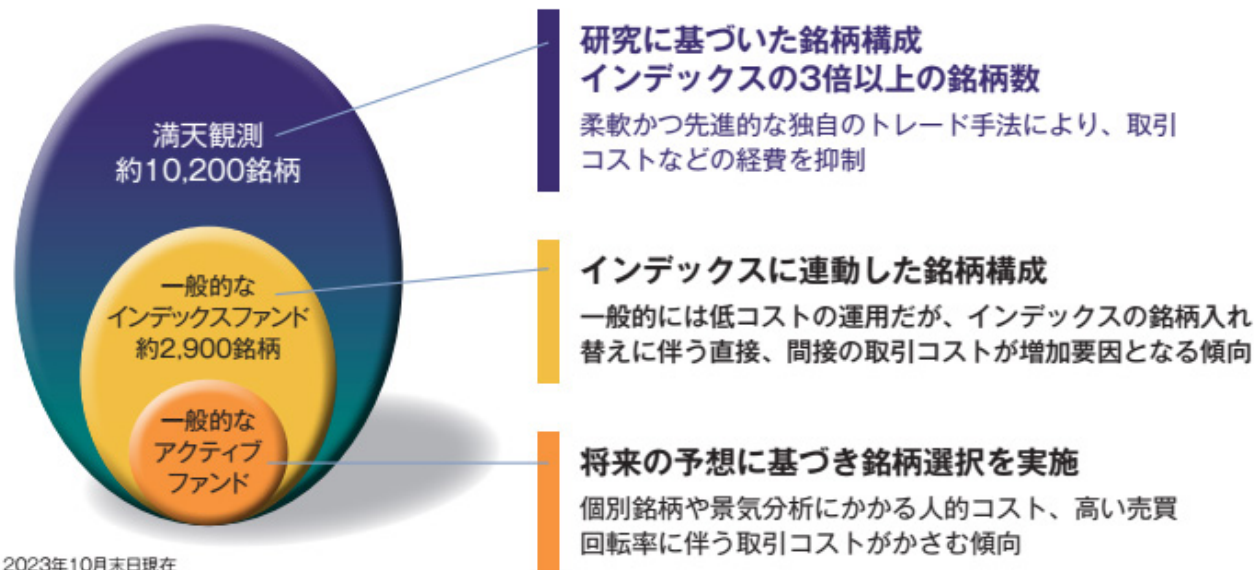 満天観測
約10,200銘柄
一般的な
インデックスファンド
約2,900銘柄
一般的な
アクティブ
ファンド
2023年10月末日現在
研究に基づいた銘柄構成
インデックスの3倍以上の銘柄数
柔軟かつ先進的な独自のトレード手法により、取引
コストなどの経費を抑制
インデックスに連動した銘柄構成
一般的には低コストの運用だが、インデックスの銘柄入れ
替えに伴う直接、間接の取引コストが増加要因となる傾向
将来の予想に基づき銘柄選択を実施
個別銘柄や景気分析にかかる人的コスト、高い売買
回転率に伴う取引コストがかさむ傾向